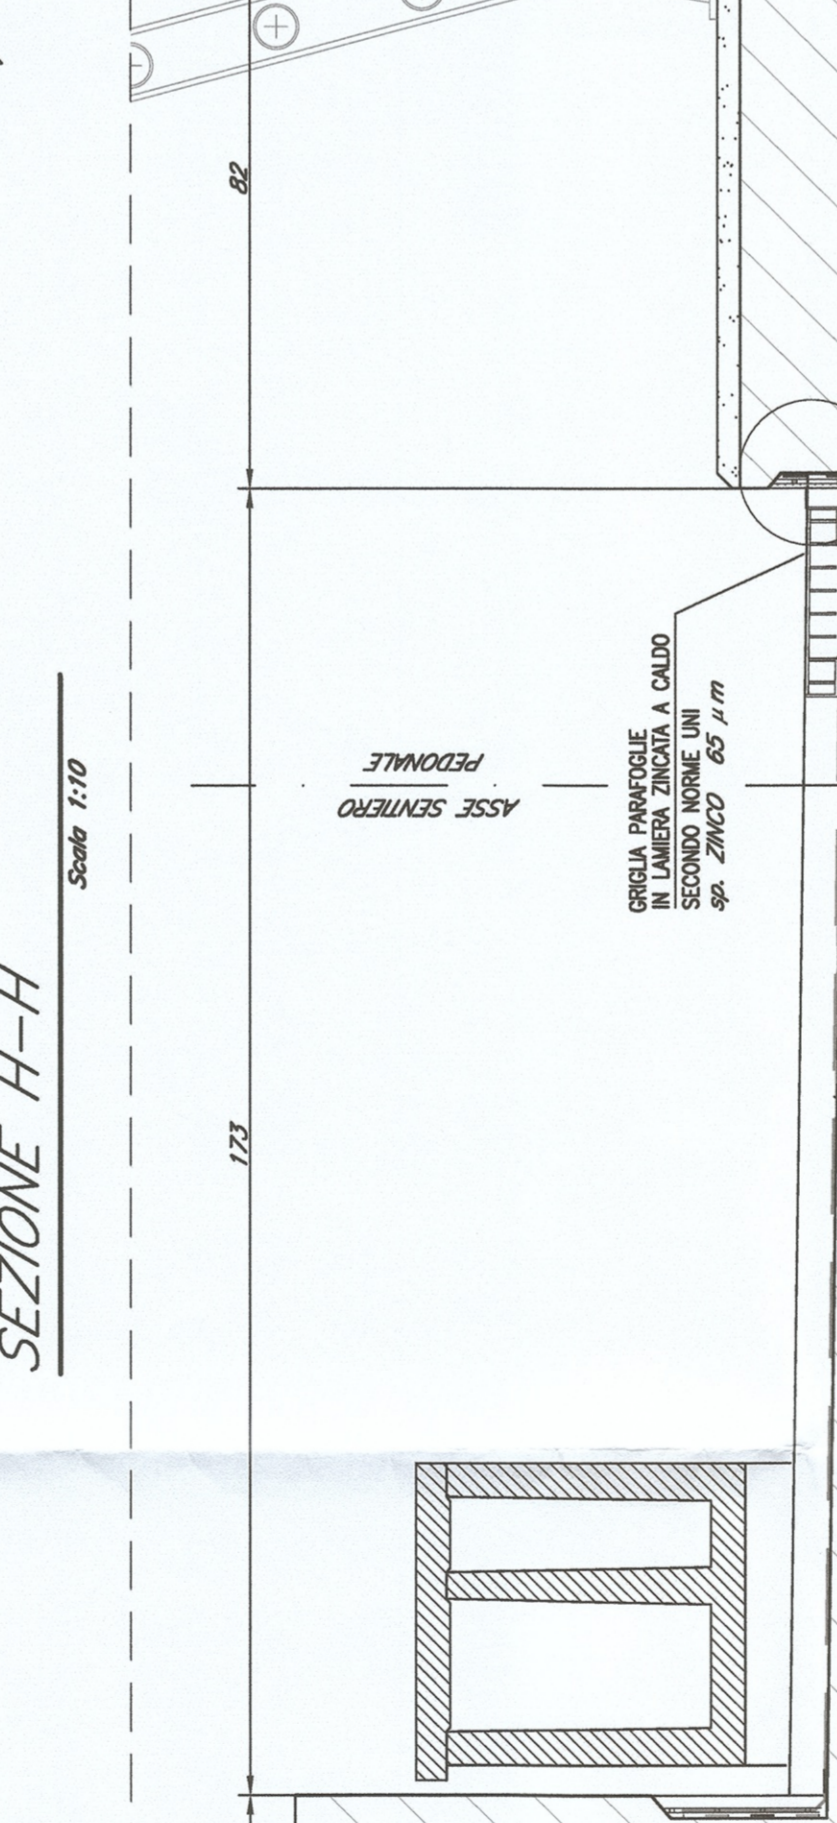 SEZIONE H-H
Scala 1:10
82
173
ASSE SENTIERO
PEDONALE
GRIGLIA PARAFOGLIE
IN LAMIERA ZINCATA A CALDO
SECONDO NORME UNI
sp. ZINCO 65 μm